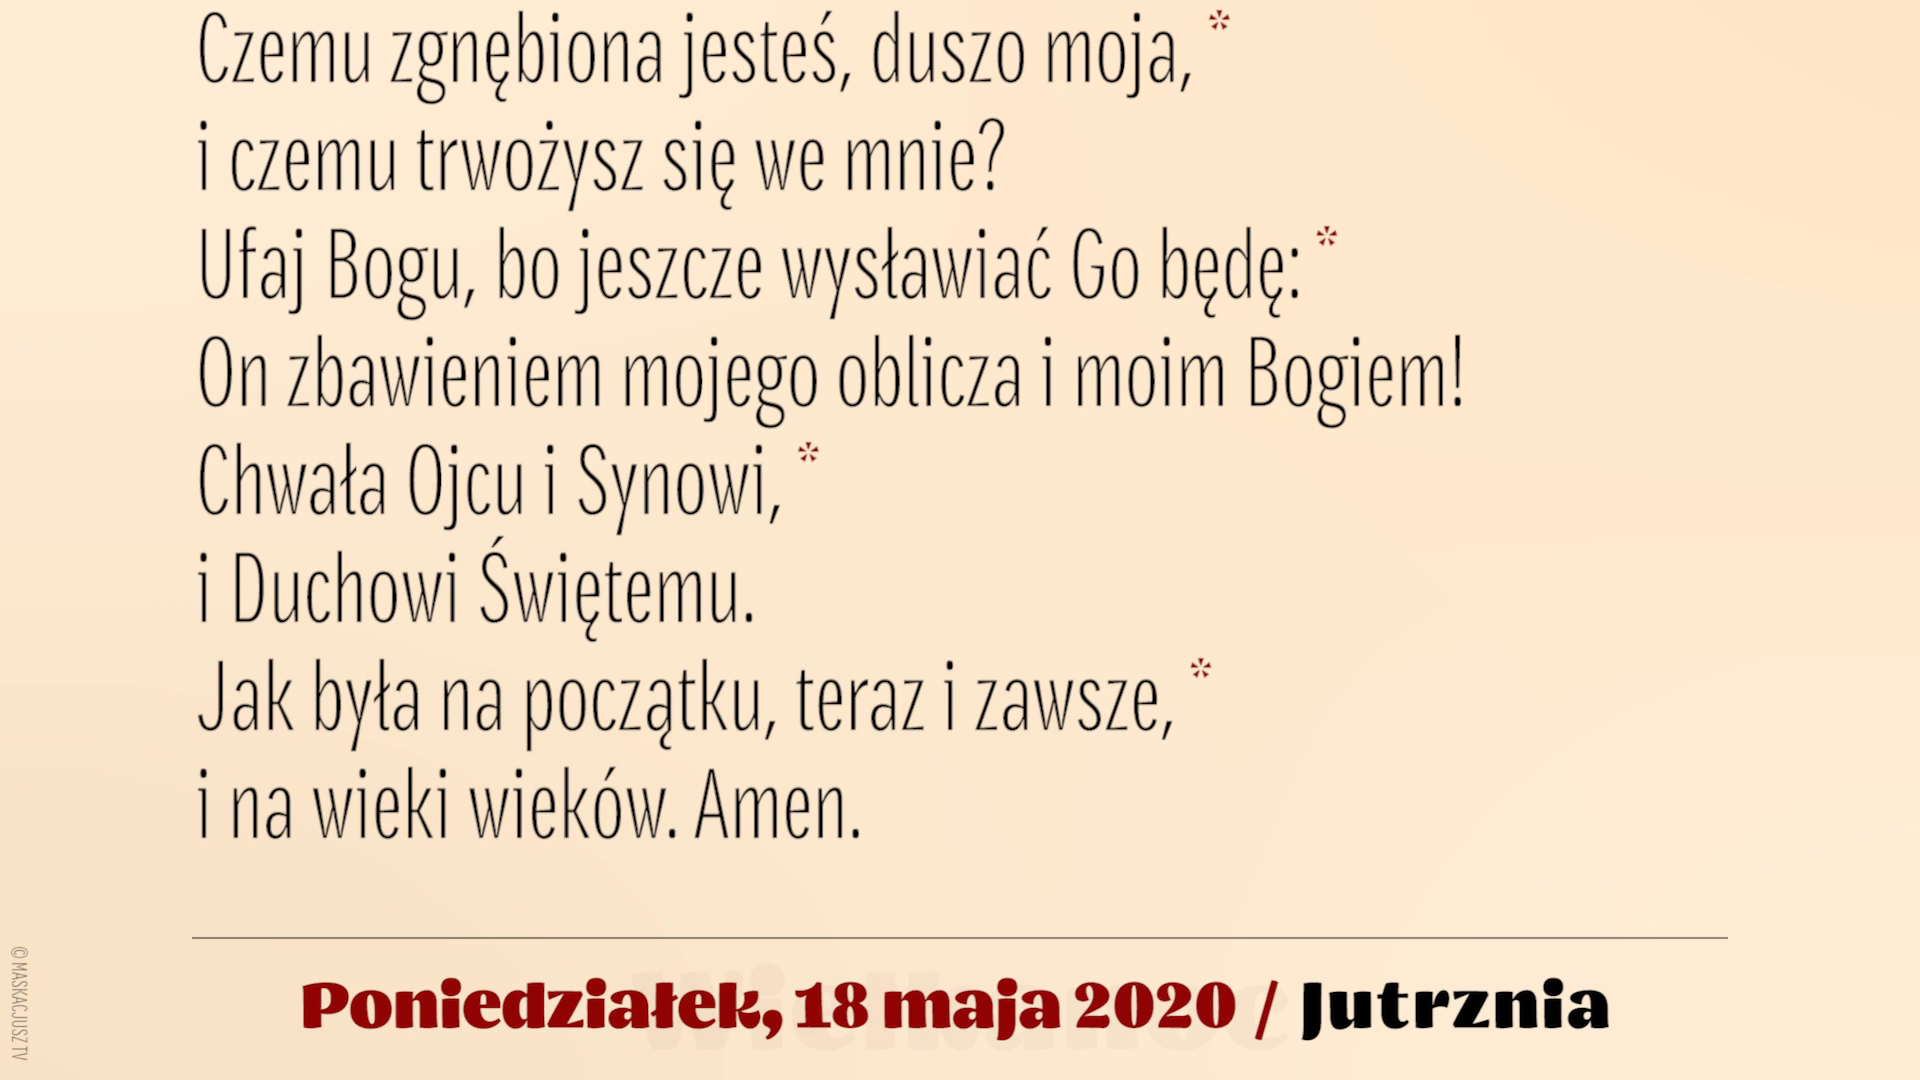 Czemu zgnębiona jesteś, duszo moja, *
i czemu trwożysz się we mnie?
Ufaj Bogu, bo jeszcze wysławiać Go będę: *
On zbawieniem mojego oblicza i moim Bogiem!
Chwała Ojcu i Synowi, *
i Duchowi Świętemu.
Jak była na początku, teraz i zawsze, *
i na wieki wieków. Amen.
Poniedziałek, 18 maja 2020 / Jutrznia
© MASKACJUSZ TV